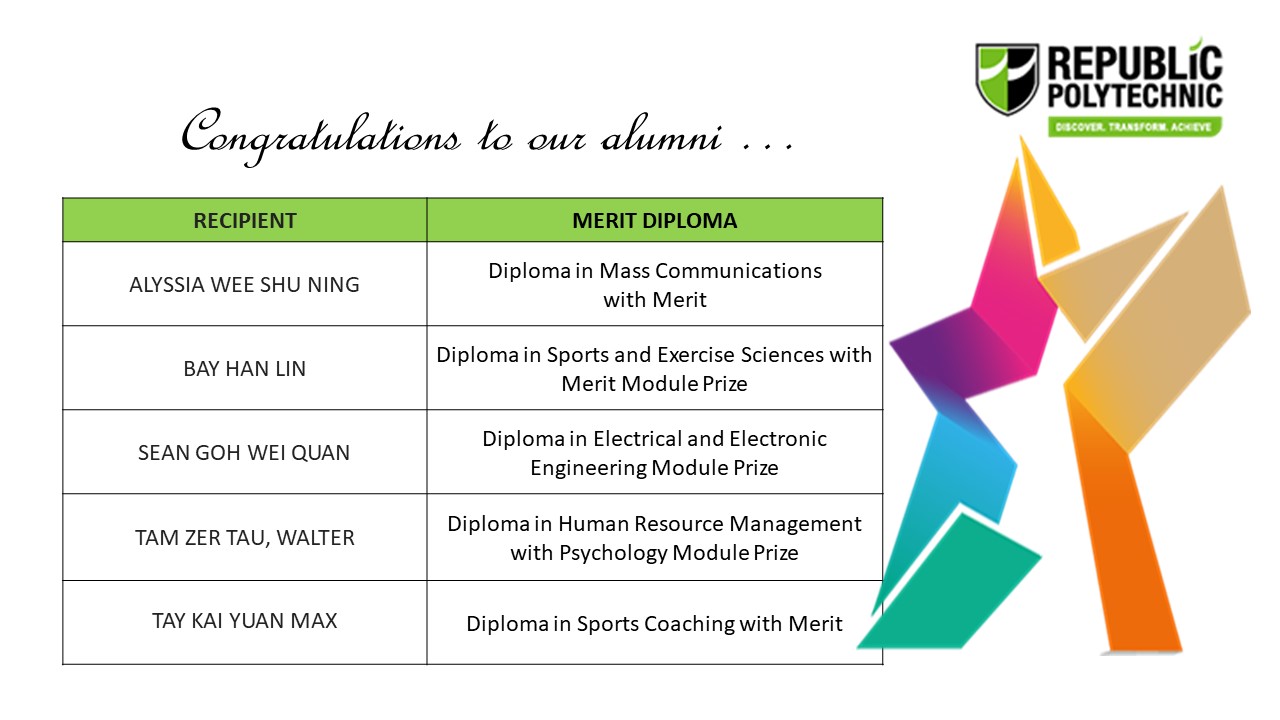 REPUBLIC
POLYTECHNIC
DISCOVER. TRANSFORM. ACHIEVE
Congratulations to our alumni ...
RECIPIENT
MERIT DIPLOMA
ALYSSIA WEE SHU NING
Diploma in Mass Communications
with Merit
BAY HAN LIN
Diploma in Sports and Exercise Sciences with
Merit Module Prize
SEAN GOH WEI QUAN
Diploma in Electrical and Electronic
Engineering Module Prize
TAM ZER TAU, WALTER
Diploma in Human Resource Management
with Psychology Module Prize
TAY KAI YUAN MAX
Diploma in Sports Coaching with Merit